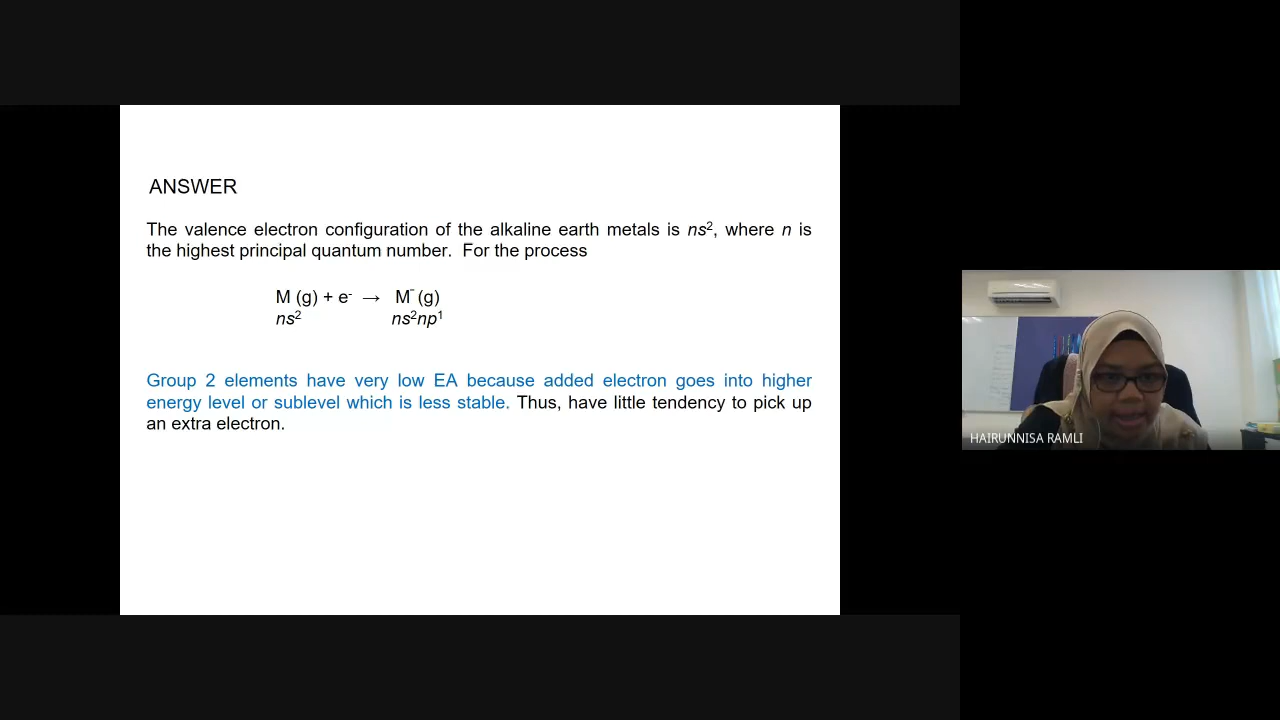 ANSWER
The valence electron configuration of the alkaline earth metals is ns², where n is
the highest principal quantum number. For the process
M (g) + e⁻ → M⁻ (g)
ns² ns²np¹
Group 2 elements have very low EA because added electron goes into higher
energy level or sublevel which is less stable. Thus, have little tendency to pick up
an extra electron.
HAIRUNNISA RAMLI